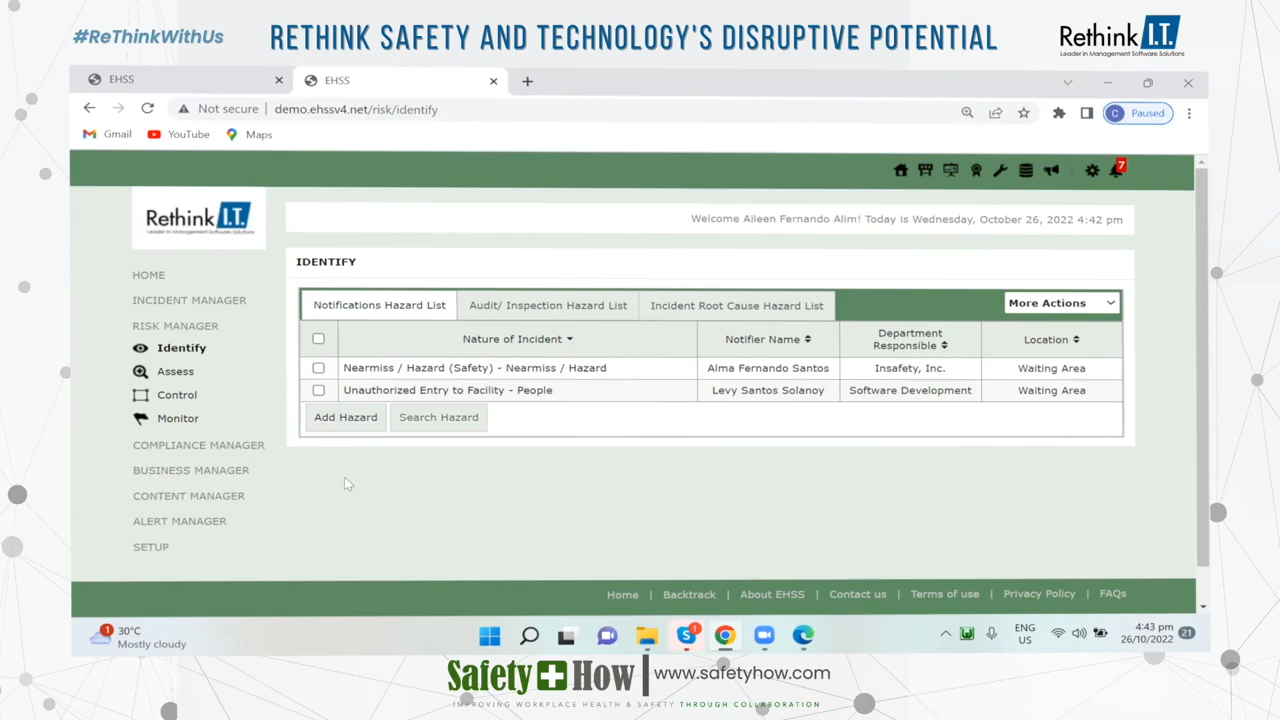 #ReThinkWithUs
RETHINK SAFETY AND TECHNOLOGY'S DISRUPTIVE POTENTIAL
Rethink I.T.
Leader in Management Software Solutions
EHSS
EHSS
Not secure
demo.ehssv4.net/risk/identify
C Paused
Gmail
YouTube
Maps
7
Rethink I.T.
Leader in Management Software Solutions
Welcome Aileen Fernando Alim! Today is Wednesday, October 26, 2022 4:42 pm
HOME
INCIDENT MANAGER
RISK MANAGER
Identify
Assess
Control
Monitor
COMPLIANCE MANAGER
BUSINESS MANAGER
CONTENT MANAGER
ALERT MANAGER
SETUP
IDENTIFY
Notifications Hazard List
Audit/ Inspection Hazard List
Incident Root Cause Hazard List
More Actions
Nature of Incident
Notifier Name
Department
Responsible
Location
Nearmiss / Hazard (Safety) - Nearmiss / Hazard
Alma Fernando Santos
Insafety, Inc.
Waiting Area
Unauthorized Entry to Facility - People
Levy Santos Solanoy
Software Development
Waiting Area
Add Hazard
Search Hazard
Home | Backtrack | About EHSS | Contact us | Terms of use | Privacy Policy | FAQs
1
30°C
Mostly cloudy
1
ENG
US
4:43 pm
26/10/2022
21
Safety How | www.safetyhow.com
IMPROVING WORKPLACE HEALTH & SAFETY THROUGH COLLABORATION